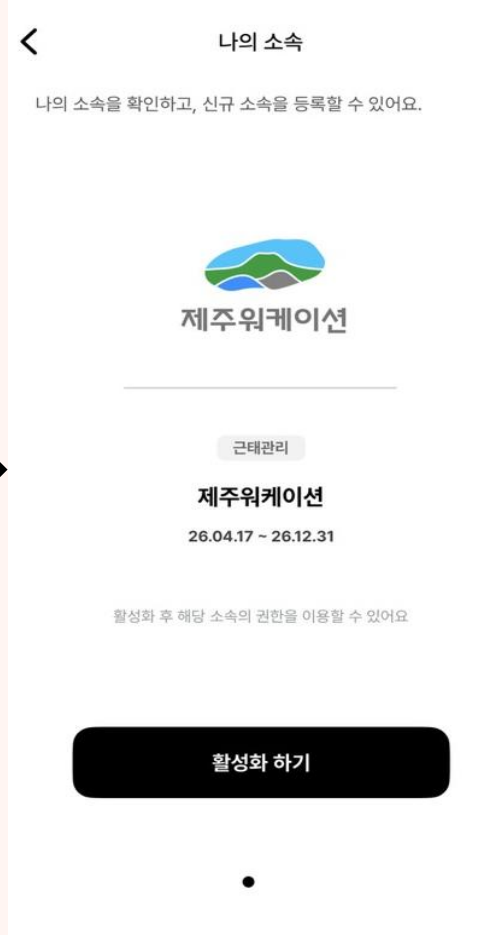 나의 소속
나의 소속을 확인하고, 신규 소속을 등록할 수 있어요.
제주워케이션
근태관리
제주워케이션
26.04.17 ~ 26.12.31
활성화 후 해당 소속의 권한을 이용할 수 있어요
활성화 하기